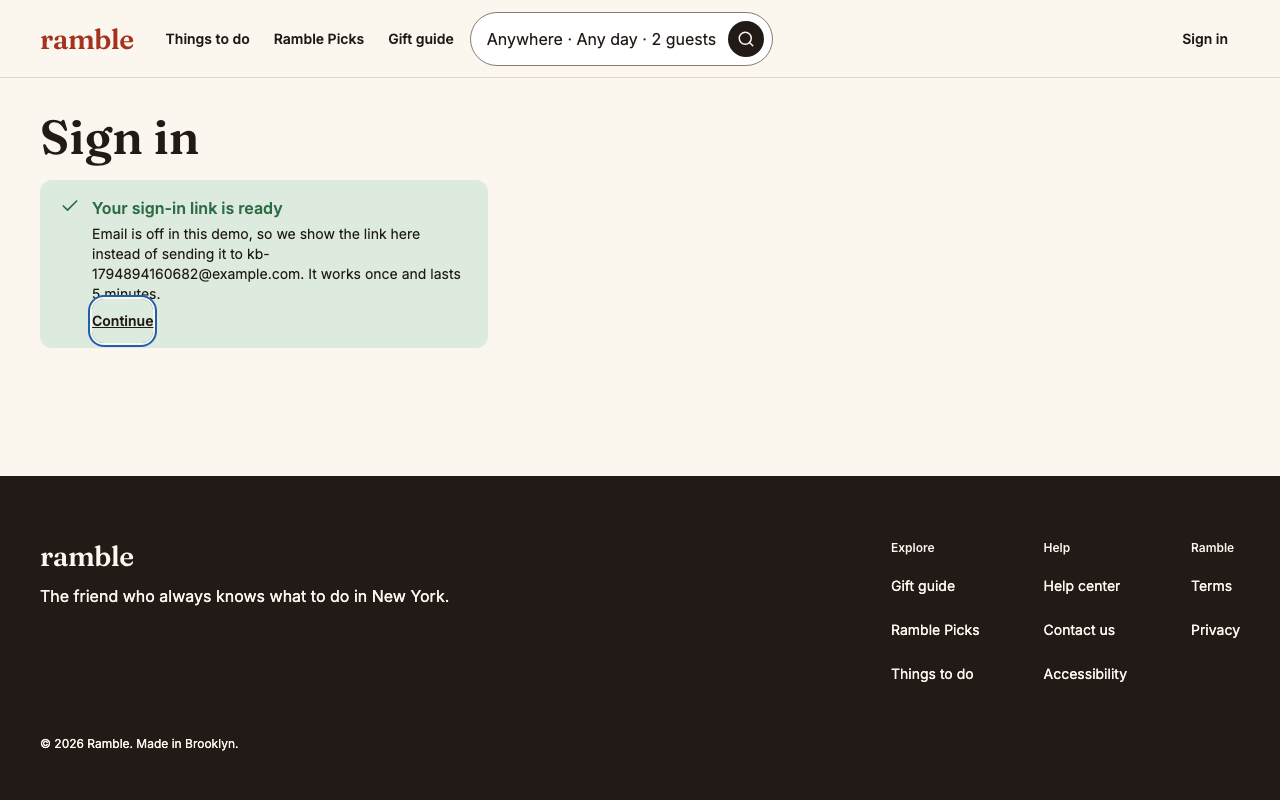 ramble
Things to do
Ramble Picks
Gift guide
Anywhere · Any day · 2 guests
Sign in
Sign in
Your sign-in link is ready
Email is off in this demo, so we show the link here
instead of sending it to kb-
1794894160682@example.com. It works once and lasts
5 minutes.
Continue
ramble
The friend who always knows what to do in New York.
Explore
Gift guide
Ramble Picks
Things to do
Help
Help center
Contact us
Accessibility
Ramble
Terms
Privacy
© 2026 Ramble. Made in Brooklyn.